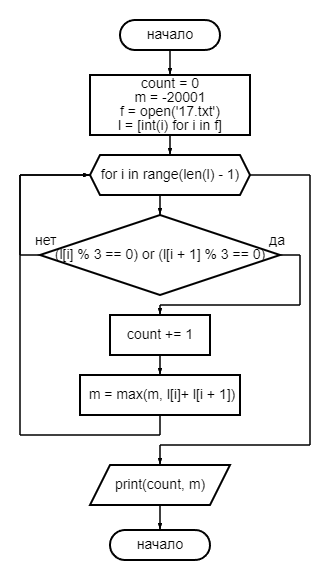 начало
count = 0
m = -20001
f = open('17.txt')
l = [int(i) for i in f]
for i in range(len(l) - 1)
нет
да
(l[i] % 3 == 0) or (l[i + 1] % 3 == 0)
count += 1
m = max(m, l[i]+ l[i + 1])
print(count, m)
начало